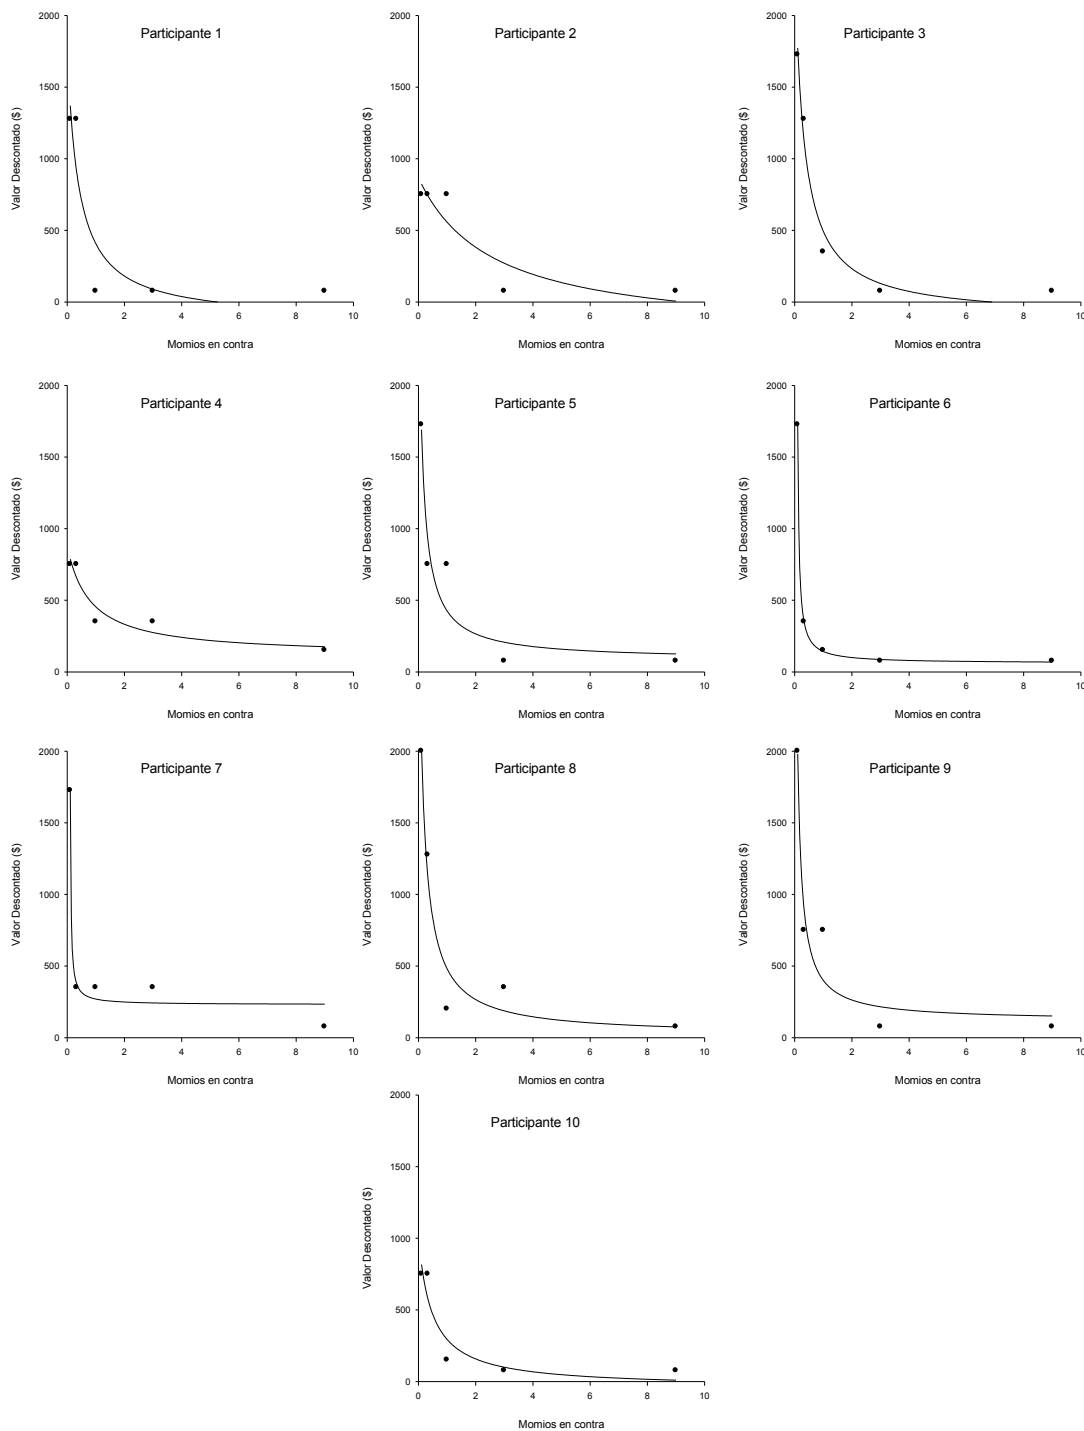 Participante 1
2000
1500
1000
500
0
Valor Descontado ($)
0 2 4 6 8 10
Momios en contra
Participante 2
2000
1500
1000
500
0
Valor Descontado ($)
0 2 4 6 8 10
Momios en contra
Participante 3
2000
1500
1000
500
0
Valor Descontado ($)
0 2 4 6 8 10
Momios en contra
Participante 4
2000
1500
1000
500
0
Valor Descontado ($)
0 2 4 6 8 10
Momios en contra
Participante 5
2000
1500
1000
500
0
Valor Descontado ($)
0 2 4 6 8 10
Momios en contra
Participante 6
2000
1500
1000
500
0
Valor Descontado ($)
0 2 4 6 8 10
Momios en contra
Participante 7
2000
1500
1000
500
0
Valor Descontado ($)
0 2 4 6 8 10
Momios en contra
Participante 8
2000
1500
1000
500
0
Valor Descontado ($)
0 2 4 6 8 10
Momios en contra
Participante 9
2000
1500
1000
500
0
Valor Descontado ($)
0 2 4 6 8 10
Momios en contra
Participante 10
2000
1500
1000
500
0
Valor Descontado ($)
0 2 4 6 8 10
Momios en contra